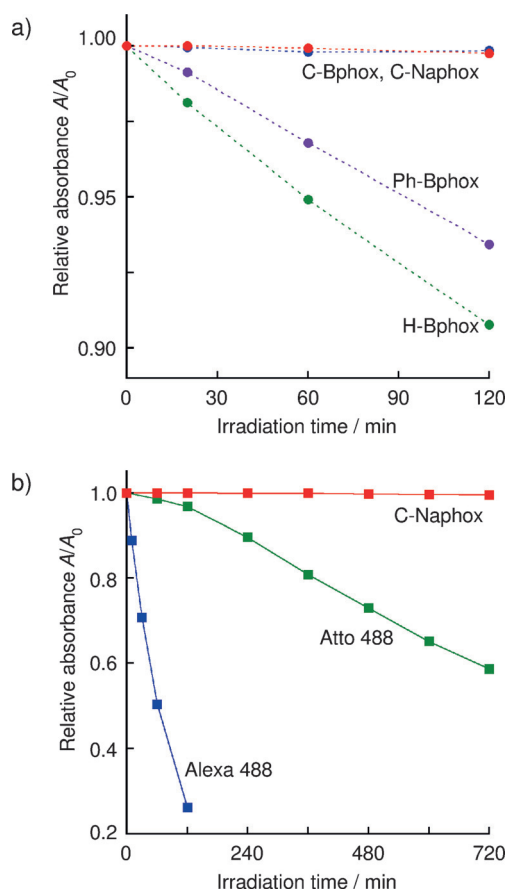 a)
1.00
0.95
0.90
Relative absorbance A/A0
C-Bphox, C-Naphox
Ph-Bphox
H-Bphox
0 30 60 90 120
Irradiation time / min
b)
1.0
0.8
0.6
0.4
0.2
Relative absorbance A/A0
C-Naphox
Atto 488
Alexa 488
0 240 480 720
Irradiation time / min